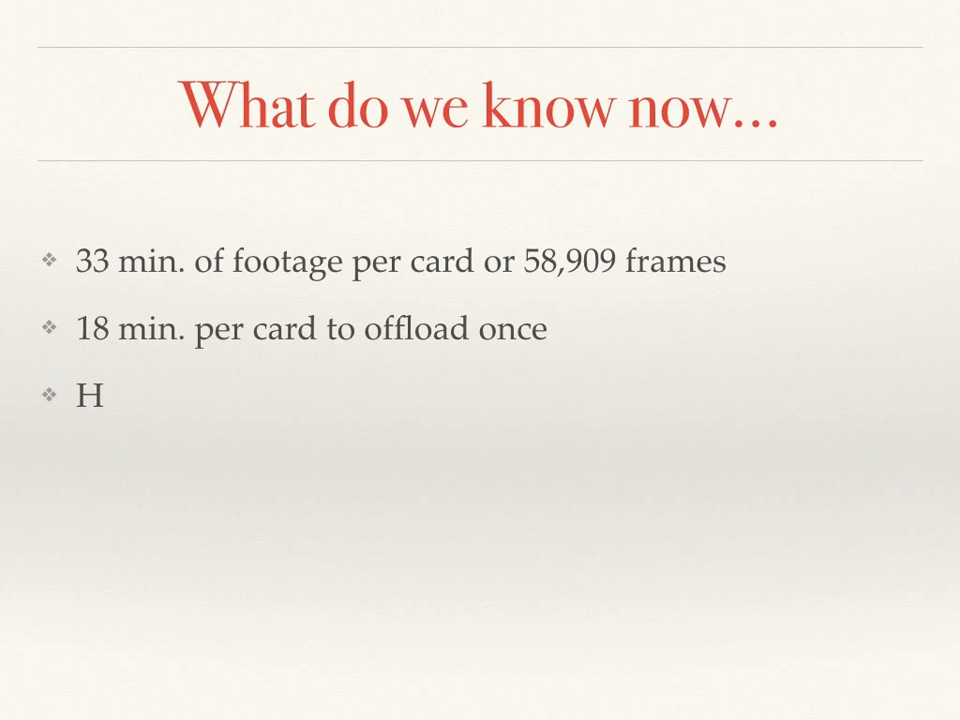 What do we know now...
33 min. of footage per card or 58,909 frames
18 min. per card to offload once
H